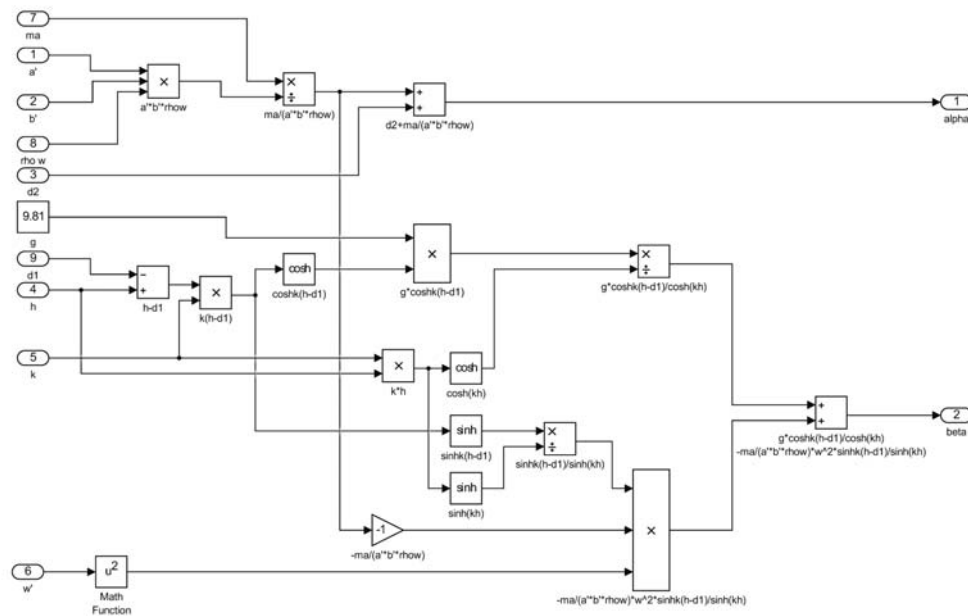 7
ma
1
a'
2
b'
8
rho w
3
d2
9.81
g
9
d1
4
h
5
k
6
w'
×
a'*b'*rhow
×
÷
ma/(a'*b'*rhow)
+
+
d2+ma/(a'*b'*rhow)
1
alpha
−
+
h-d1
×
k(h-d1)
cosh
coshk(h-d1)
×
g*coshk(h-d1)
×
÷
g*coshk(h-d1)/cosh(kh)
×
k*h
cosh
cosh(kh)
sinh
sinhk(h-d1)
sinh
sinh(kh)
×
÷
sinhk(h-d1)/sinh(kh)
-1
-ma/(a'*b'*rhow)
u2
Math
Function
×
-ma/(a'*b'*rhow)*w^2*sinhk(h-d1)/sinh(kh)
+
+
g*coshk(h-d1)/cosh(kh)
-ma/(a'*b'*rhow)*w^2*sinhk(h-d1)/sinh(kh)
2
beta